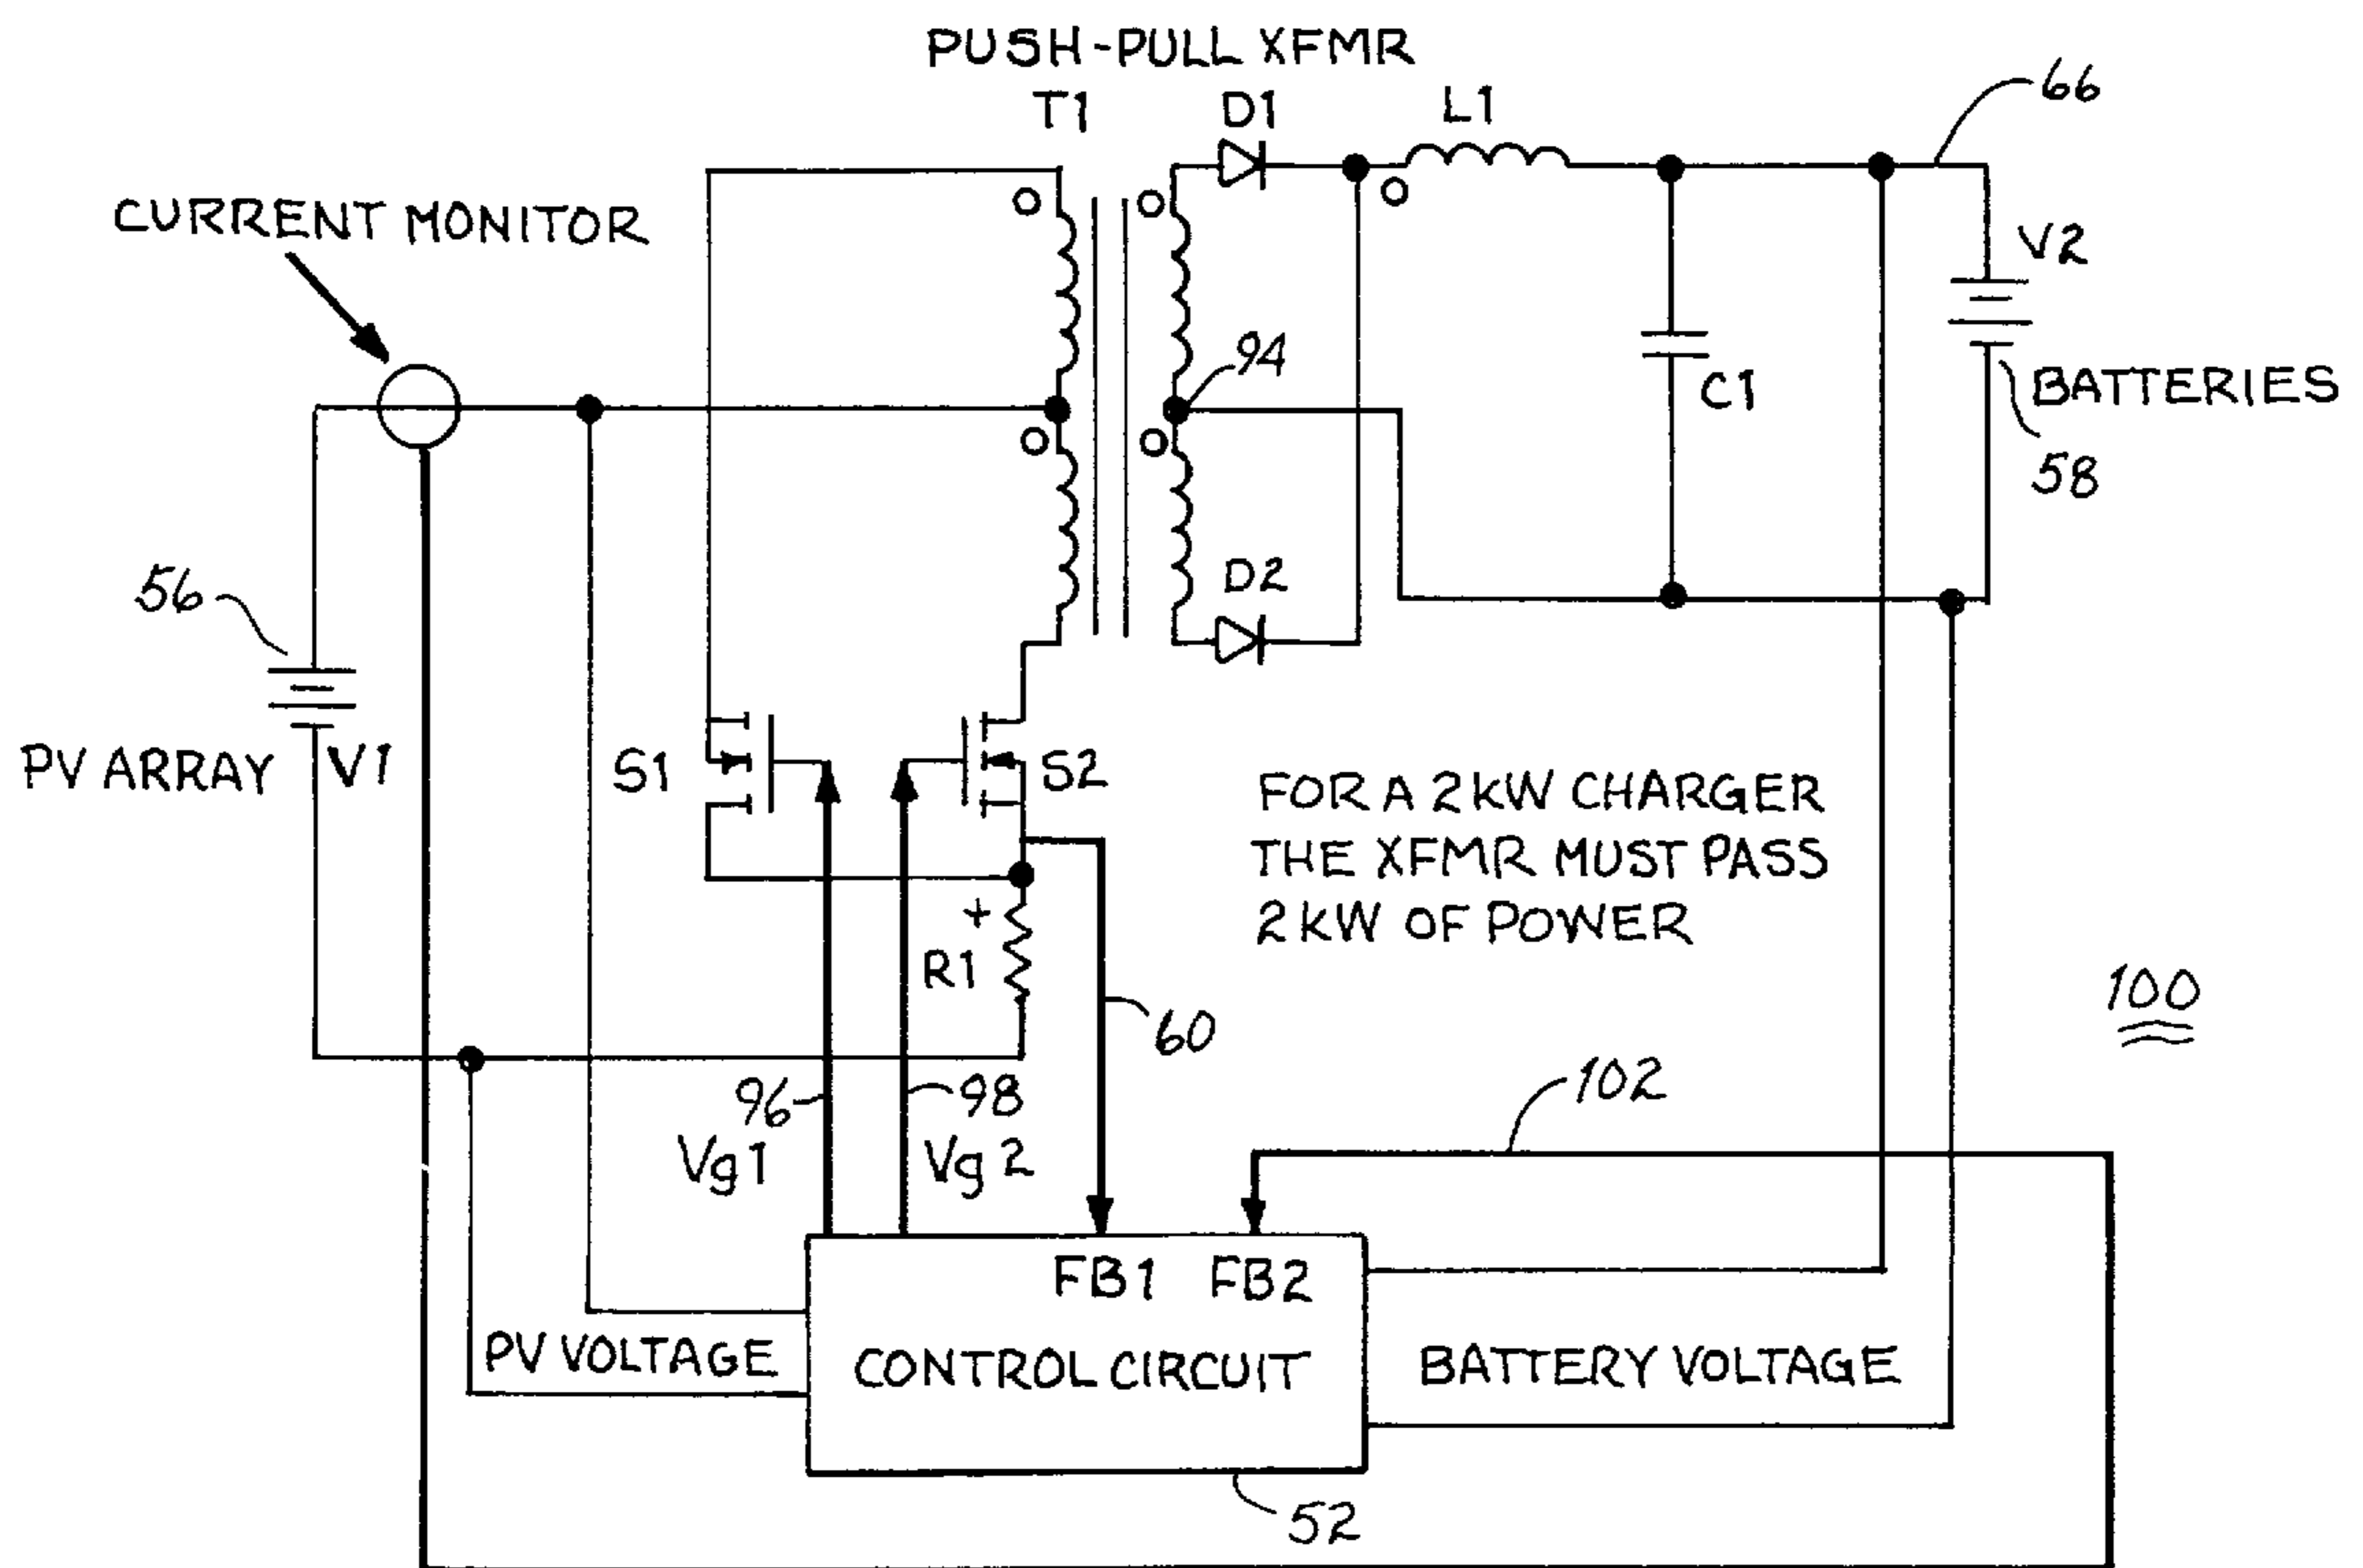 PUSH-PULL XFMR
T1
D1
L1
66
CURRENT MONITOR
V2
94
BATTERIES
C1
58
56
D2
PV ARRAY
V1
S1
S2
FOR A 2KW CHARGER
THE XFMR MUST PASS
2KW OF POWER
+
R1
100
60
96
98
102
Vg1
Vg2
FB1
FB2
PV VOLTAGE
CONTROL CIRCUIT
BATTERY VOLTAGE
52